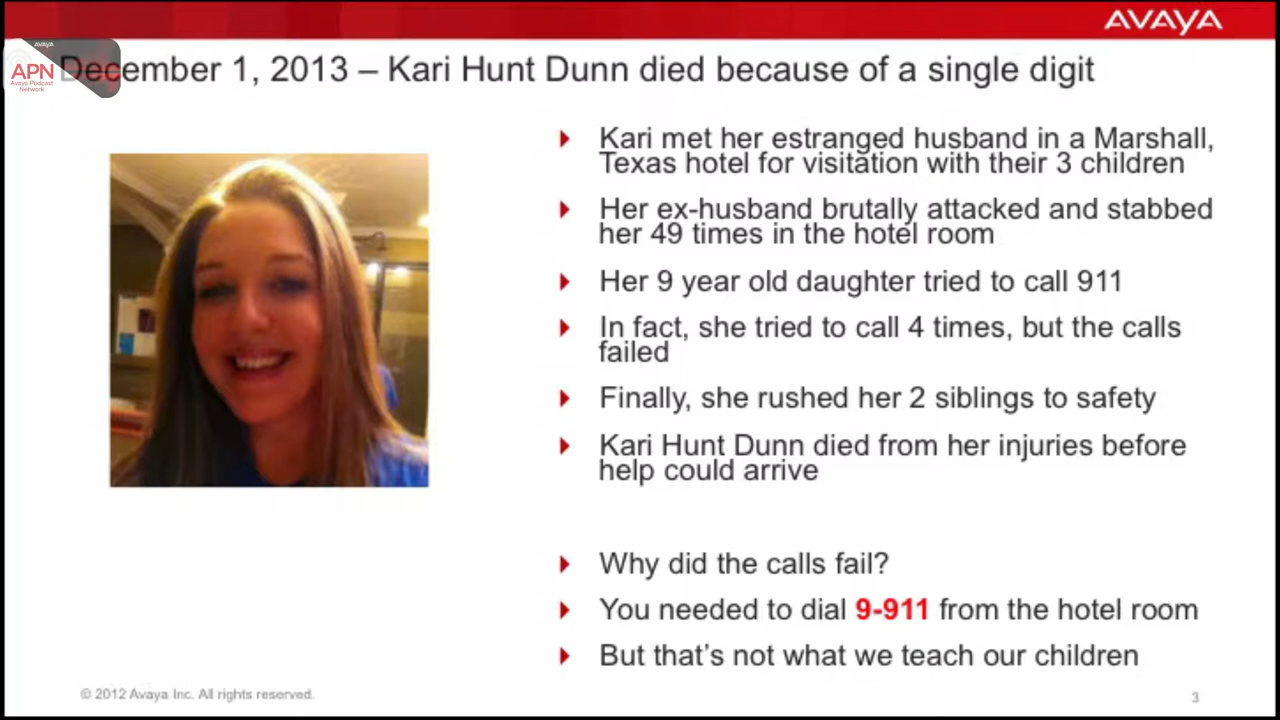 AVAYA
AVAYA
APN
Avaya Podcast
Network
December 1, 2013 – Kari Hunt Dunn died because of a single digit
Kari met her estranged husband in a Marshall,
Texas hotel for visitation with their 3 children
Her ex-husband brutally attacked and stabbed
her 49 times in the hotel room
Her 9 year old daughter tried to call 911
In fact, she tried to call 4 times, but the calls
failed
Finally, she rushed her 2 siblings to safety
Kari Hunt Dunn died from her injuries before
help could arrive
Why did the calls fail?
You needed to dial 9-911 from the hotel room
But that's not what we teach our children
© 2012 Avaya Inc. All rights reserved.
3